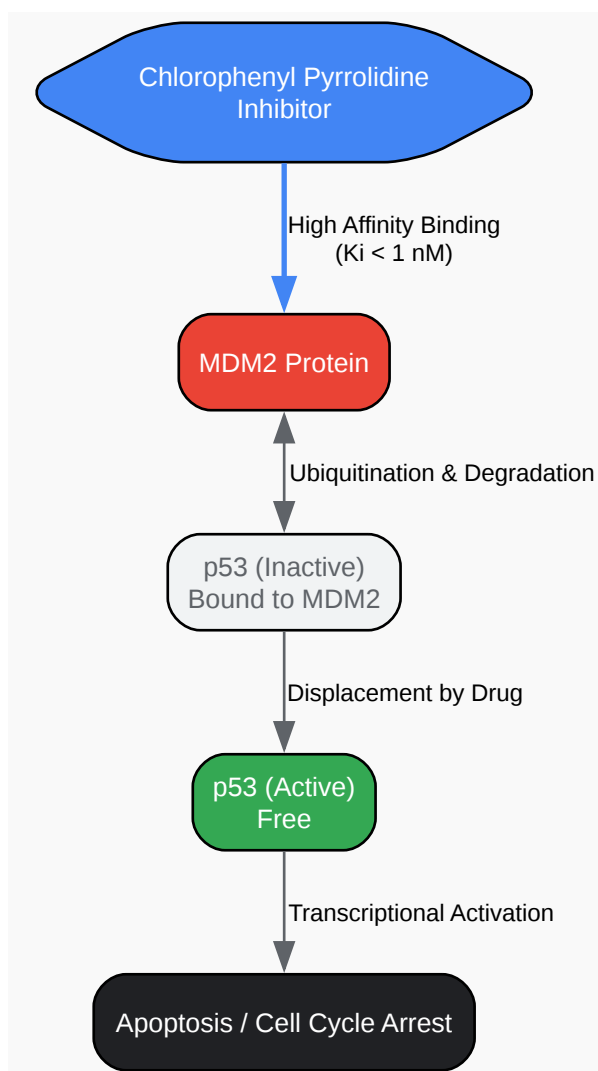 Chlorophenyl Pyrrolidine
Inhibitor
High Affinity Binding
(Ki < 1 nM)
MDM2 Protein
Ubiquitination & Degradation
p53 (Inactive)
Bound to MDM2
Displacement by Drug
p53 (Active)
Free
Transcriptional Activation
Apoptosis / Cell Cycle Arrest